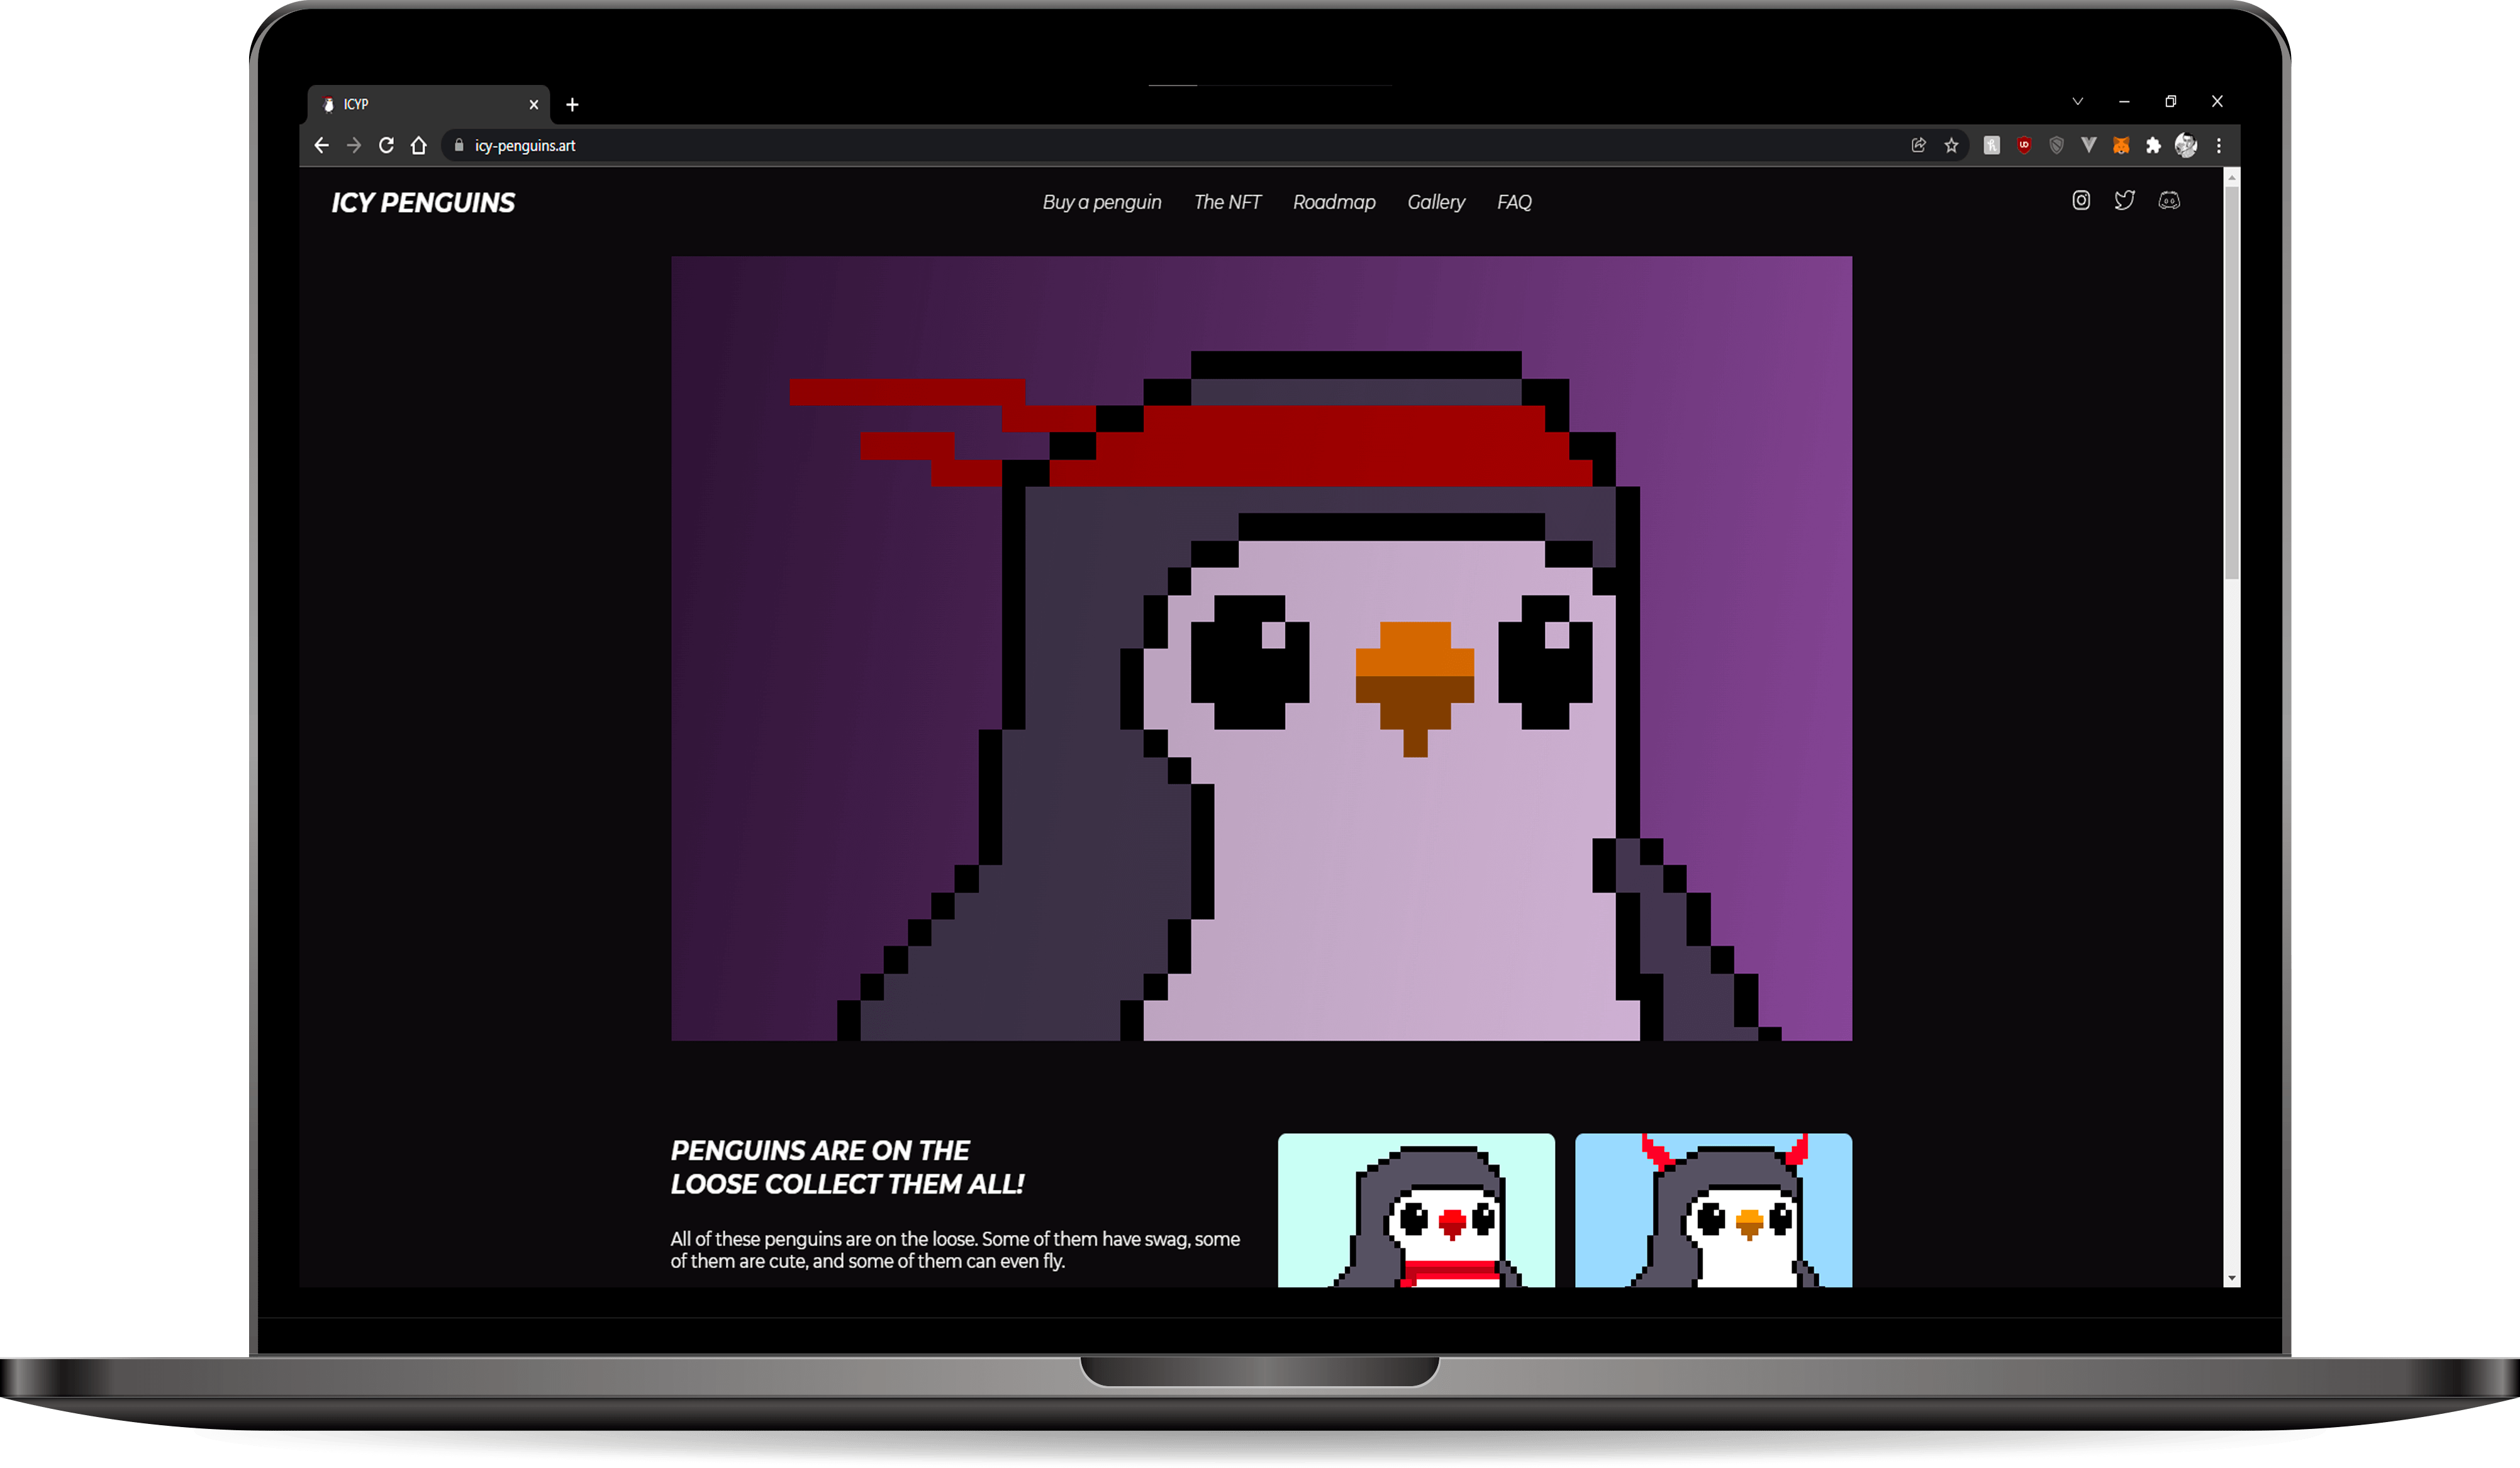 ICYP
icy-penguins.art
ICY PENGUINS
Buy a penguin The NFT Roadmap Gallery FAQ
PENGUINS ARE ON THE
LOOSE COLLECT THEM ALL!
All of these penguins are on the loose. Some of them have swag, some
of them are cute, and some of them can even fly.